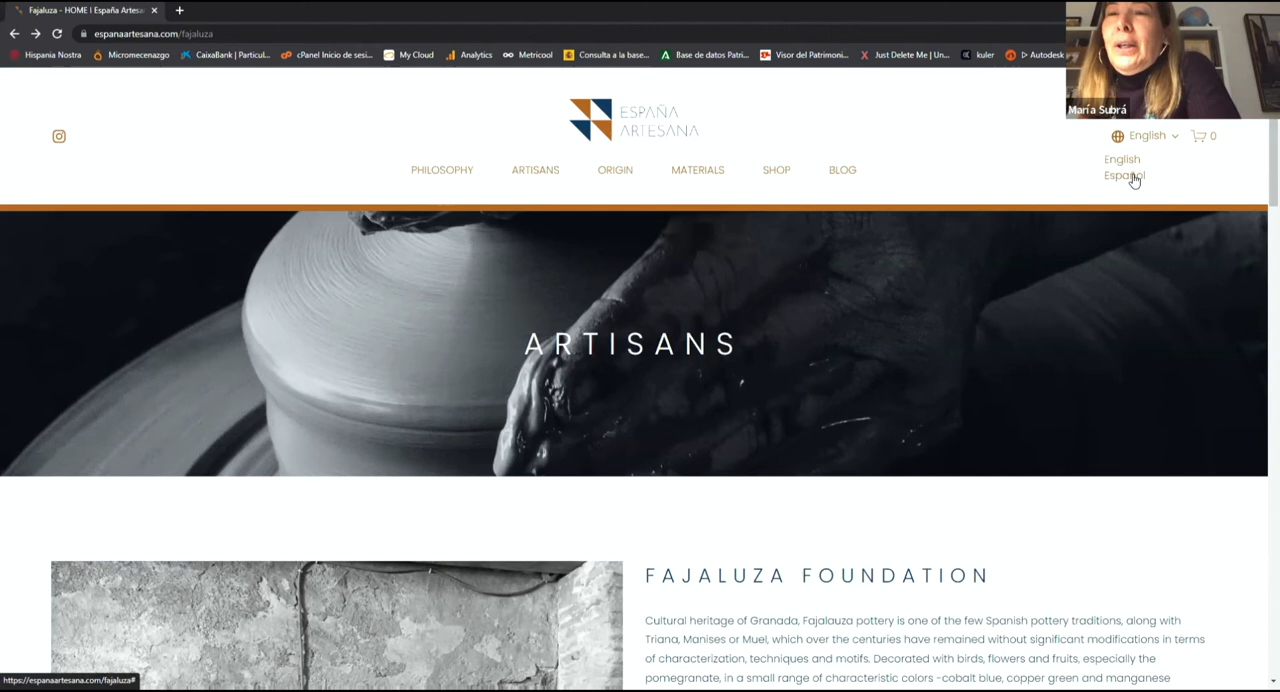 Fajaluza - HOME I España Artesa
espanaartesana.com/fajaluza
Hispania Nostra Micromecenazgo CaixaBank | Particul... cPanel Inicio de sesi... My Cloud Analytics Metricool Consulta a la base... Base de datos Patri... Visor del Patrimoni... Just Delete Me | Un... kuler ▷ Autodesk
María Subrá
ESPAÑA
ARTESANA
English 0
English
Español
PHILOSOPHY ARTISANS ORIGIN MATERIALS SHOP BLOG
ARTISANS
FAJALUZA FOUNDATION
Cultural heritage of Granada, Fajalauza pottery is one of the few Spanish pottery traditions, along with
Triana, Manises or Muel, which over the centuries have remained without significant modifications in terms
of characterization, techniques and motifs. Decorated with birds, flowers and fruits, especially the
pomegranate, in a small range of characteristic colors -cobalt blue, copper green and manganese
https://espanaartesana.com/fajaluza#